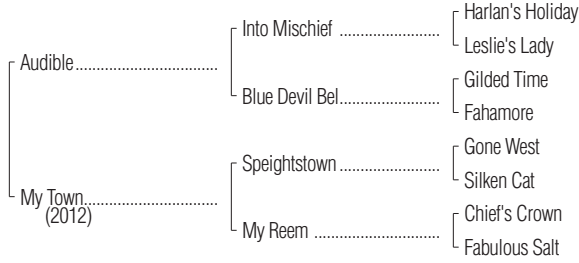 Harlan's Holiday
Into Mischief ....................
Leslie's Lady
Audible ................................
Gilded Time
Blue Devil Bel.......................
Fahamore
Gone West
Speightstown .......................
Silken Cat
My Town...............................
(2012)
Chief's Crown
My Reem ............................
Fabulous Salt